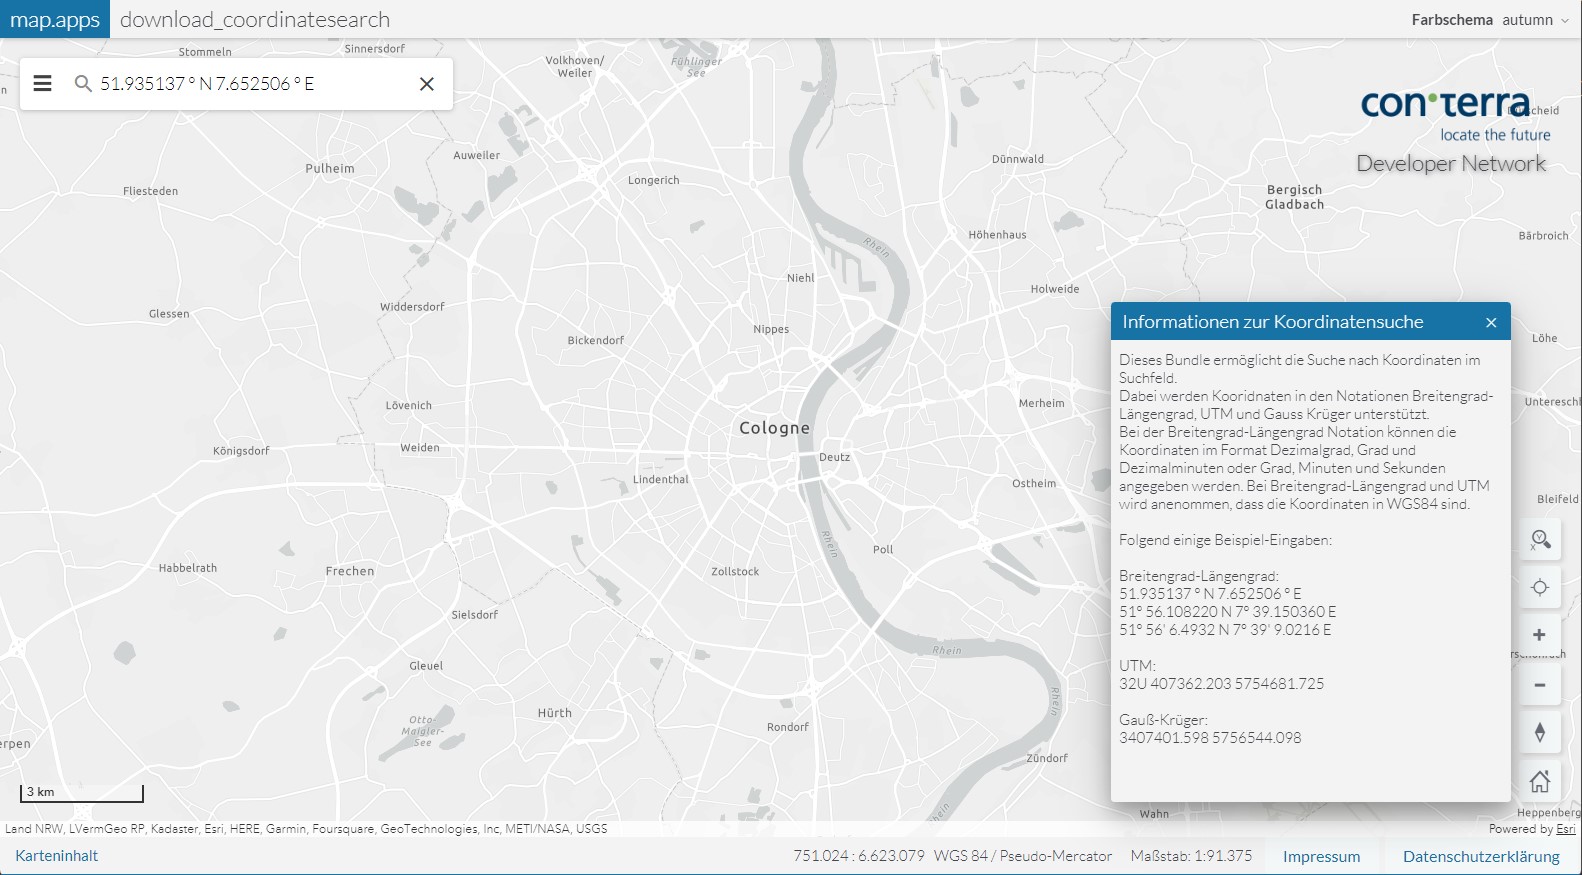 map.apps download_coordinatesearch Farbschema autumn
51.935137 ° N 7.652506 ° E
con terra
locate the future
Developer Network
Stommeln
Sinnersdorf
Volkhoven/
Weiler
Fühlinger
See
Auweiler
Pulheim
Fliesteden
Longerich
Dünnwald
Bergisch
Gladbach
Höhenhaus
Bärbroich
Rhein
Niehl
Holweide
Widdersdorf
Glessen
Nippes
Bickendorf
Löhe
Lövenich
Merheim
Cologne
Weiden
Königsdorf
Deutz
Lindenthal
Ostheim
Bleifeld
Rhein
Poll
Habbelrath
Frechen
Zollstock
Sielsdorf
Rhein
Gleuel
Rhein
Hürth
Otto-
Maigler-
See
Rondorf
Zündorf
Rhein
Wahn
Heppenberg
Informationen zur Koordinatensuche
Dieses Bundle ermöglicht die Suche nach Koordinaten im
Suchfeld.
Dabei werden Kooridnaten in den Notationen Breitengrad-
Längengrad, UTM und Gauss Krüger unterstützt.
Bei der Breitengrad-Längengrad Notation können die
Koordinaten im Format Dezimalgrad, Grad und
Dezimalminuten oder Grad, Minuten und Sekunden
angegeben werden. Bei Breitengrad-Längengrad und UTM
wird anenommen, dass die Koordinaten in WGS84 sind.
Folgend einige Beispiel-Eingaben:
Breitengrad-Längengrad:
51.935137 ° N 7.652506 ° E
51° 56.108220 N 7° 39.150360 E
51° 56' 6.4932 N 7° 39' 9.0216 E
UTM:
32U 407362.203 5754681.725
Gauß-Krüger:
3407401.598 5756544.098
3 km
Land NRW, LVermGeo RP, Kadaster, Esri, HERE, Garmin, Foursquare, GeoTechnologies, Inc, METI/NASA, USGS
Powered by Esri
Karteninhalt 751.024 : 6.623.079 WGS 84 / Pseudo-Mercator Maßstab: 1:91.375 Impressum Datenschutzerklärung